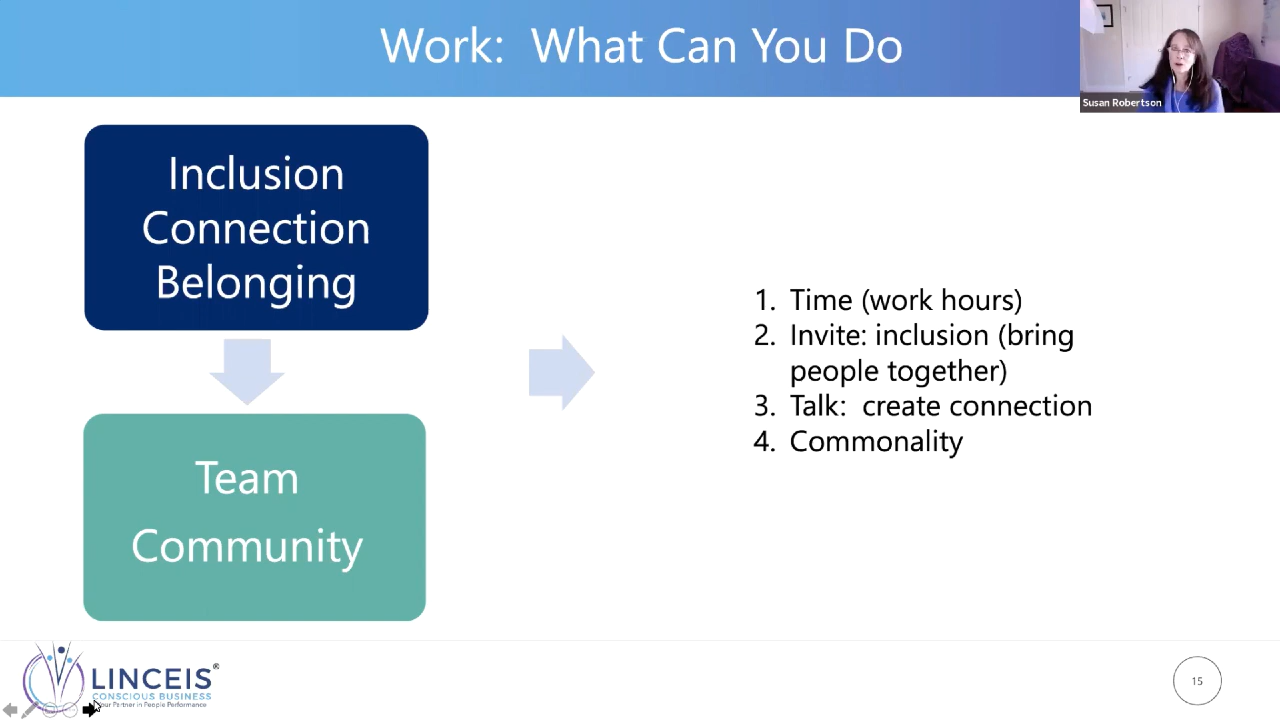 Work:  What Can You Do
Susan Robertson
Inclusion
Connection
Belonging
Team
Community
1. Time (work hours)
2. Invite: inclusion (bring
people together)
3. Talk:  create connection
4. Commonality
LINCEIS®
CONSCIOUS BUSINESS
Your Partner in People Performance
15